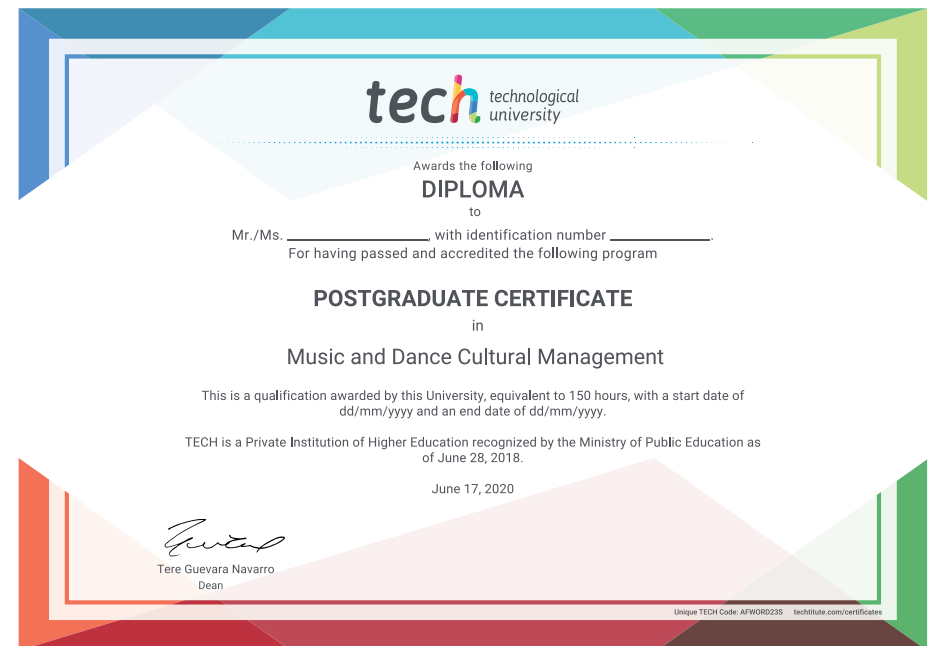 tech technological
university
Awards the following
DIPLOMA
to
Mr./Ms. ____________________, with identification number ______________.
For having passed and accredited the following program
POSTGRADUATE CERTIFICATE
in
Music and Dance Cultural Management
This is a qualification awarded by this University, equivalent to 150 hours, with a start date of
dd/mm/yyyy and an end date of dd/mm/yyyy.
TECH is a Private Institution of Higher Education recognized by the Ministry of Public Education as
of June 28, 2018.
June 17, 2020
Tere Guevara Navarro
Dean
Unique TECH Code: AFWORD23S techtitute.com/certificates